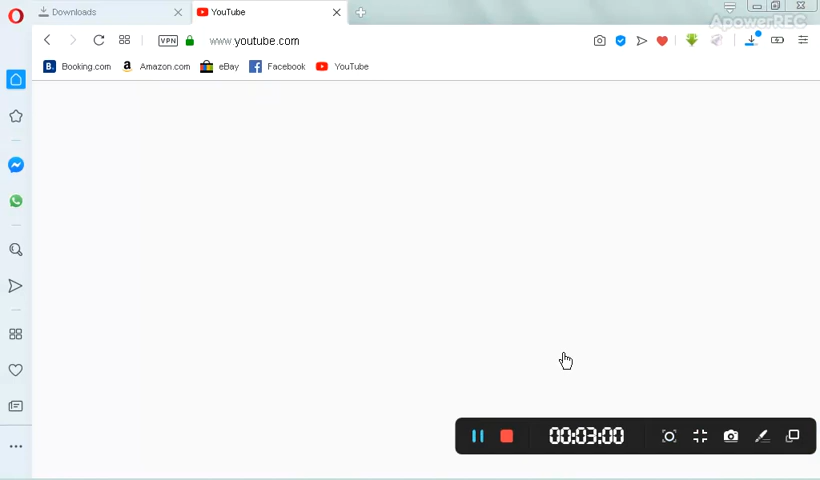 Downloads
YouTube
ApowerREC
VPN
www.youtube.com
B. Booking.com
a Amazon.com
eBay
Facebook
YouTube
00:03:00